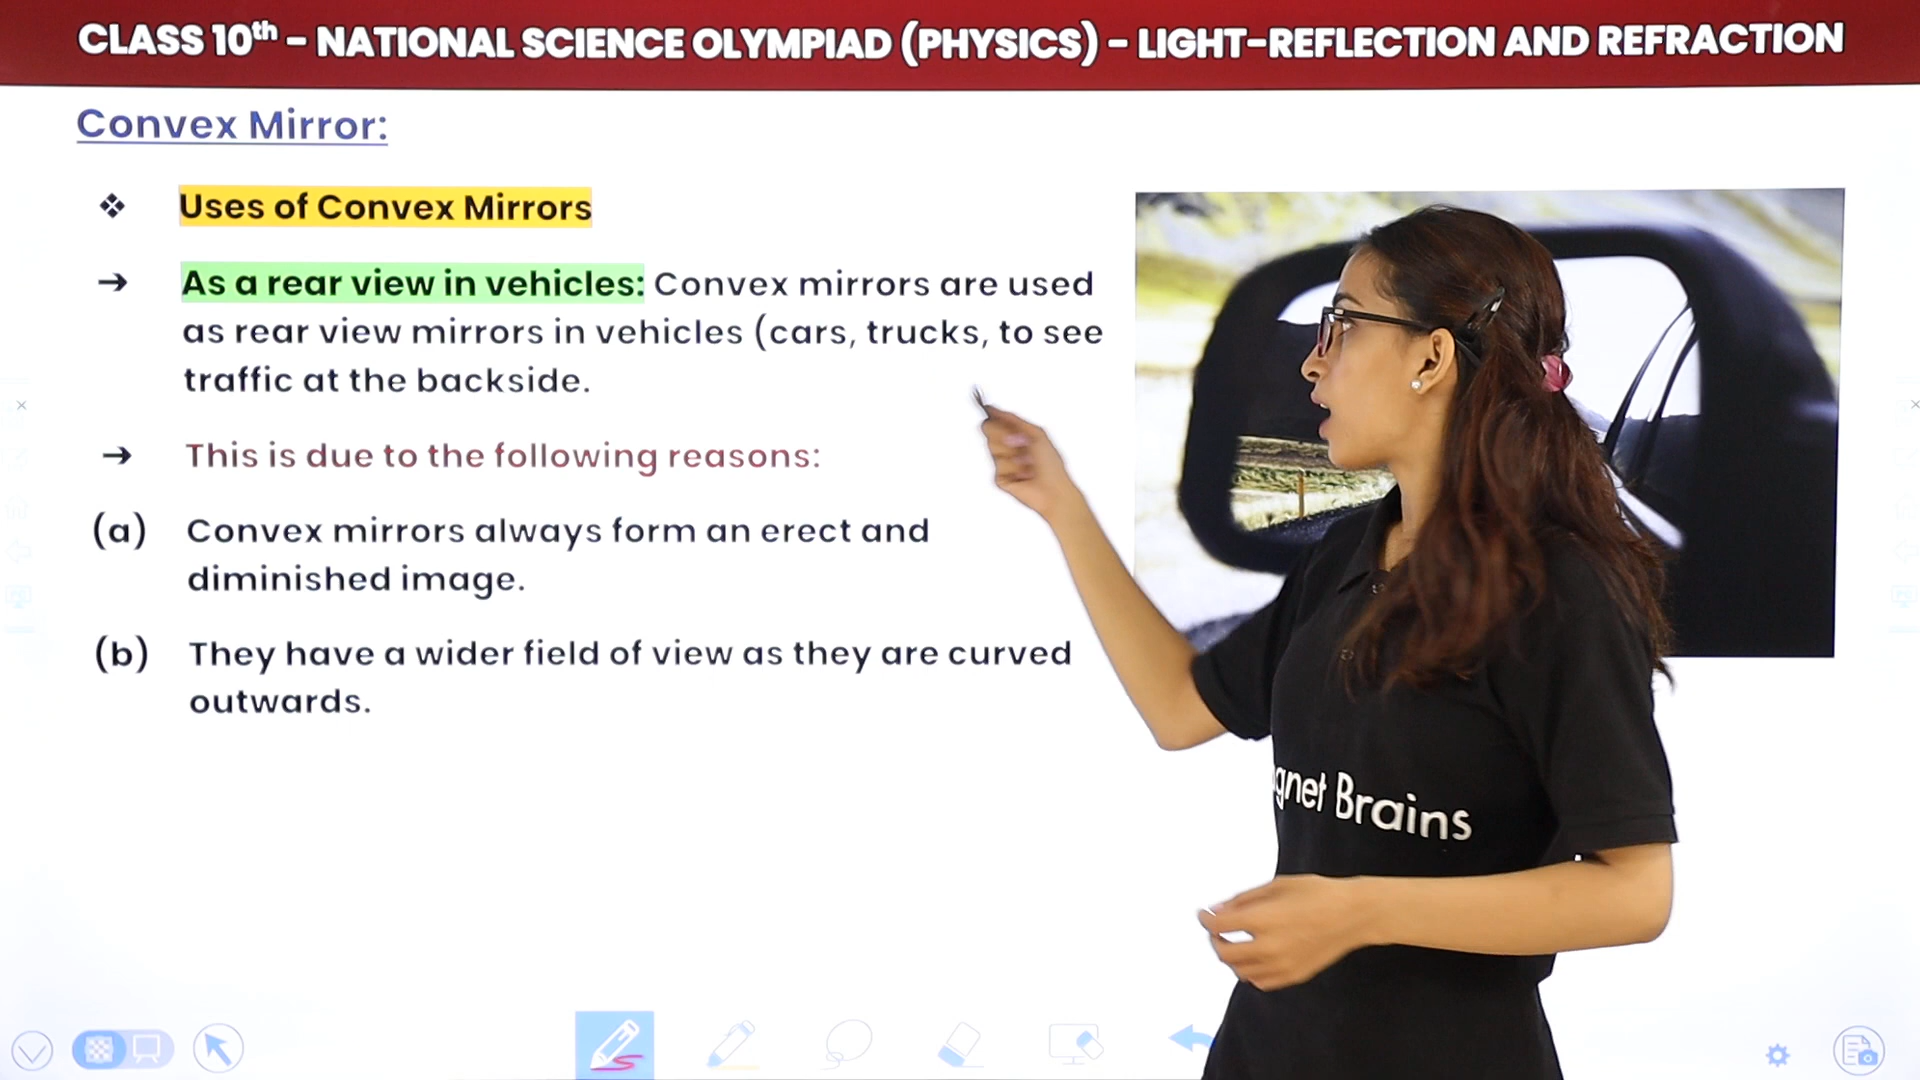 CLASS 10th – NATIONAL SCIENCE OLYMPIAD (PHYSICS) – LIGHT-REFLECTION AND REFRACTION
Convex Mirror:
❖ Uses of Convex Mirrors
→ As a rear view in vehicles: Convex mirrors are used
as rear view mirrors in vehicles (cars, trucks, to see
traffic at the backside.
→ This is due to the following reasons:
(a) Convex mirrors always form an erect and
diminished image.
(b) They have a wider field of view as they are curved
outwards.
gnet Brains